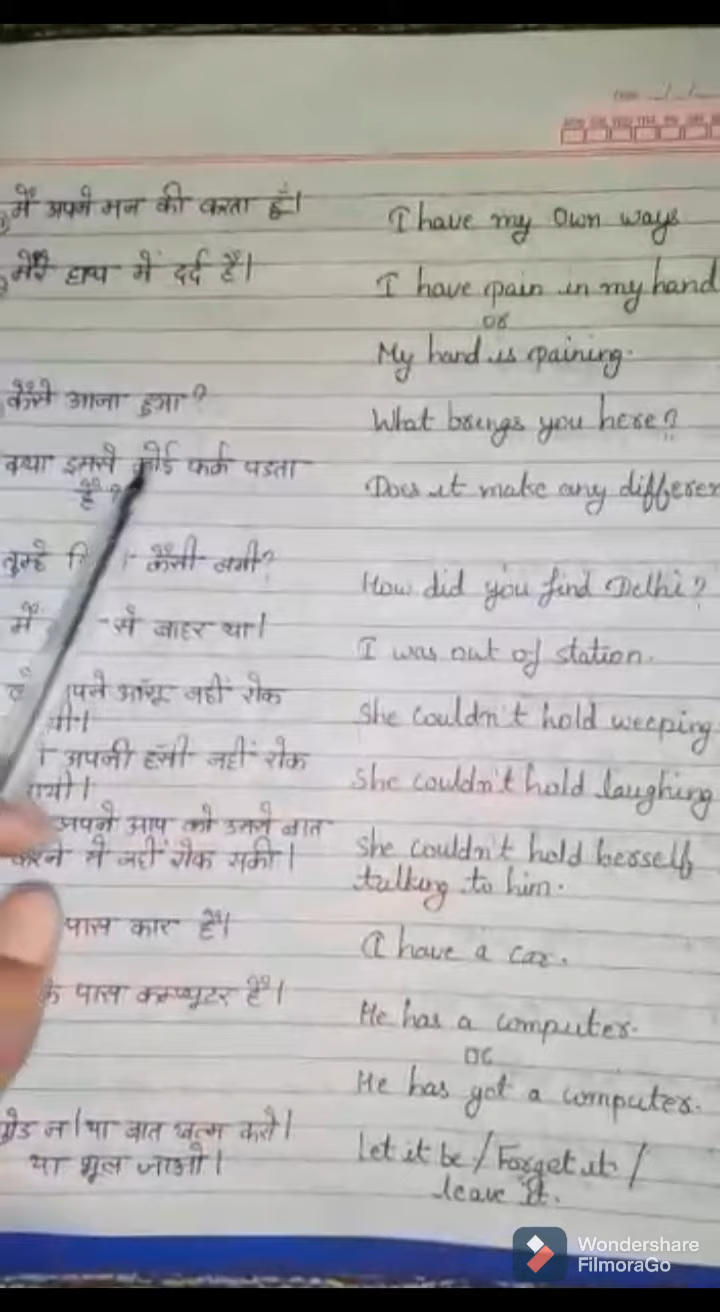 मैं अपने मन की करता हूँ। I have my own ways
मेरे हाथ में दर्द है। I have pain in my hand
OR
My hand is paining.
कैसे आना हुआ? What brings you here?
क्या इससे कोई फर्क पडता Does it make any differen
है?
तुम्हे कैसी लगी? How did you find Delhi?
मैं से बाहर था। I was out of station.
पने आँसू नहीं रोक She couldn't hold weeping
अपनी हंसी नहीं रोक She couldn't hold laughing
पायी।
अपने आप को उससे बात She couldn't hold herself
करने से नहीं रोक सकी। talking to him.
पास कार है। I have a car.
के पास कम्प्यूटर है। He has a computer.
OR
He has got a computer.
न। या बात खत्म करो। Let it be / Forget it /
या भूल जाओ। leave it.
Wondershare
FilmoraGo